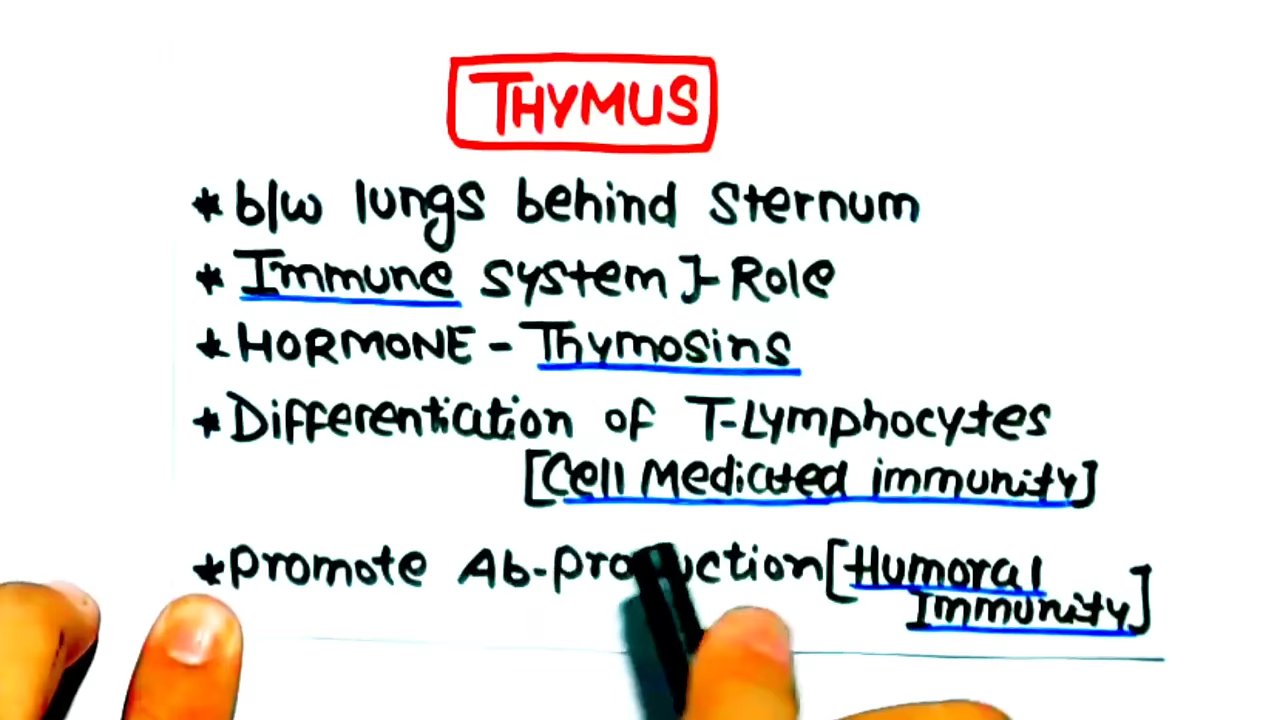 THYMUS
* b/w lungs behind Sternum
* Immune system }- Role
* HORMONE - Thymosins
* Differentiation of T-Lymphocytes
[Cell Mediated immunity]
* Promote Ab-production [Humoral
Immunity]